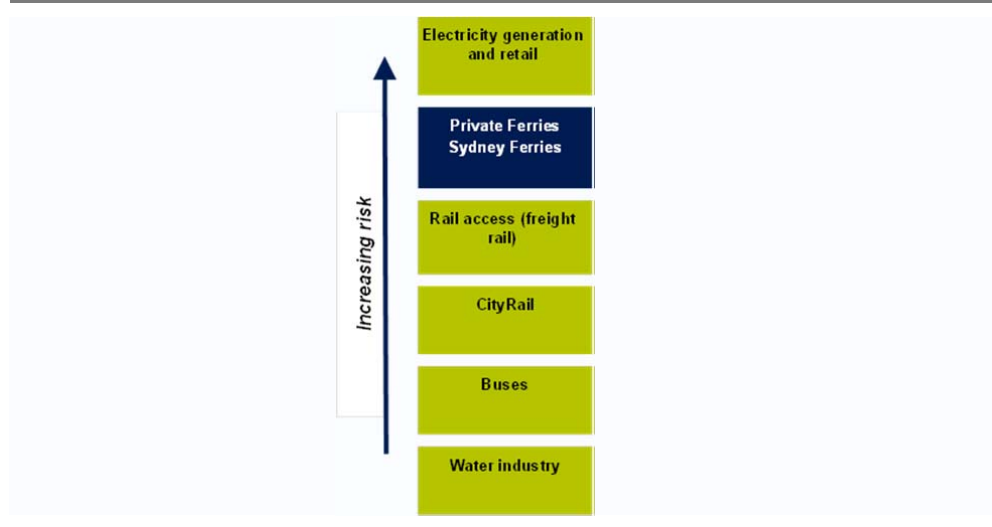 Electricity generation
and retail
Private Ferries
Sydney Ferries
Increasing risk
Rail access (freight
rail)
CityRail
Buses
Water industry